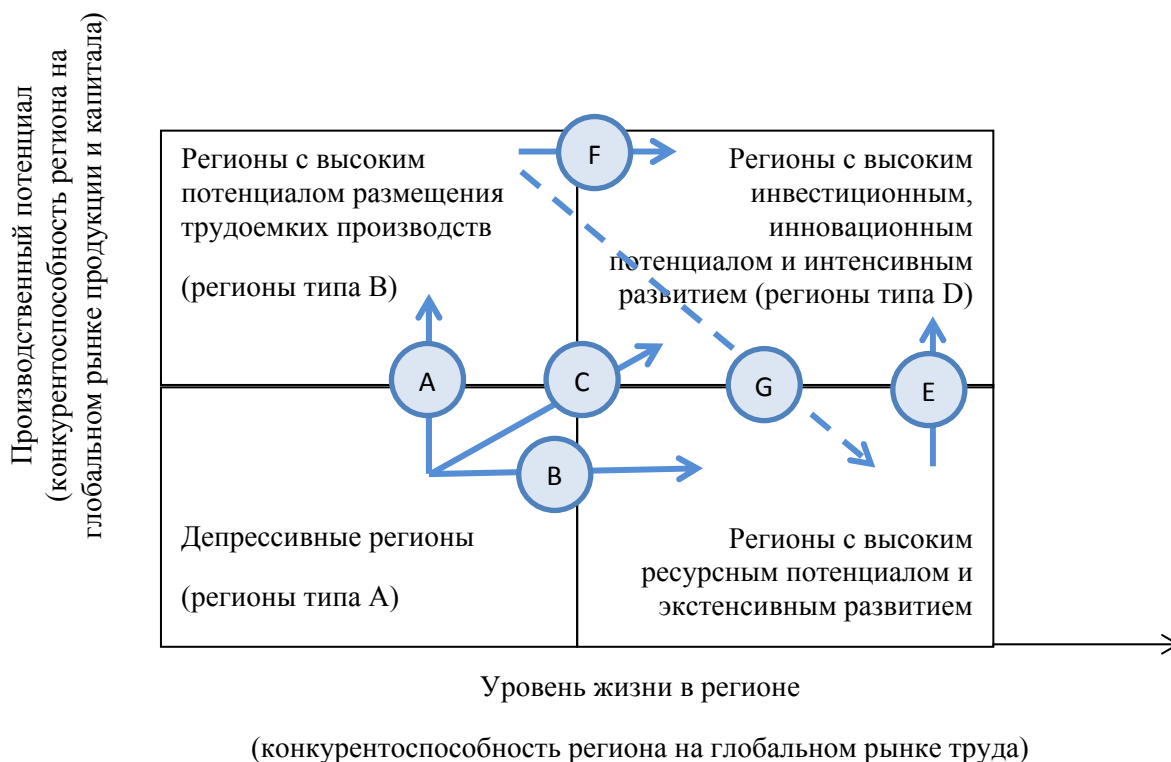 Производственный потенциал
(конкурентоспособность региона на
глобальном рынке продукции и капитала)
Регионы с высоким
потенциалом размещения
трудоемких производств
(регионы типа B)
F
Регионы с высоким
инвестиционным,
инновационным
потенциалом и интенсивным
развитием (регионы типа D)
A
C
G
E
B
Депрессивные регионы
(регионы типа A)
Регионы с высоким
ресурсным потенциалом и
экстенсивным развитием
Уровень жизни в регионе
(конкурентоспособность региона на глобальном рынке труда)